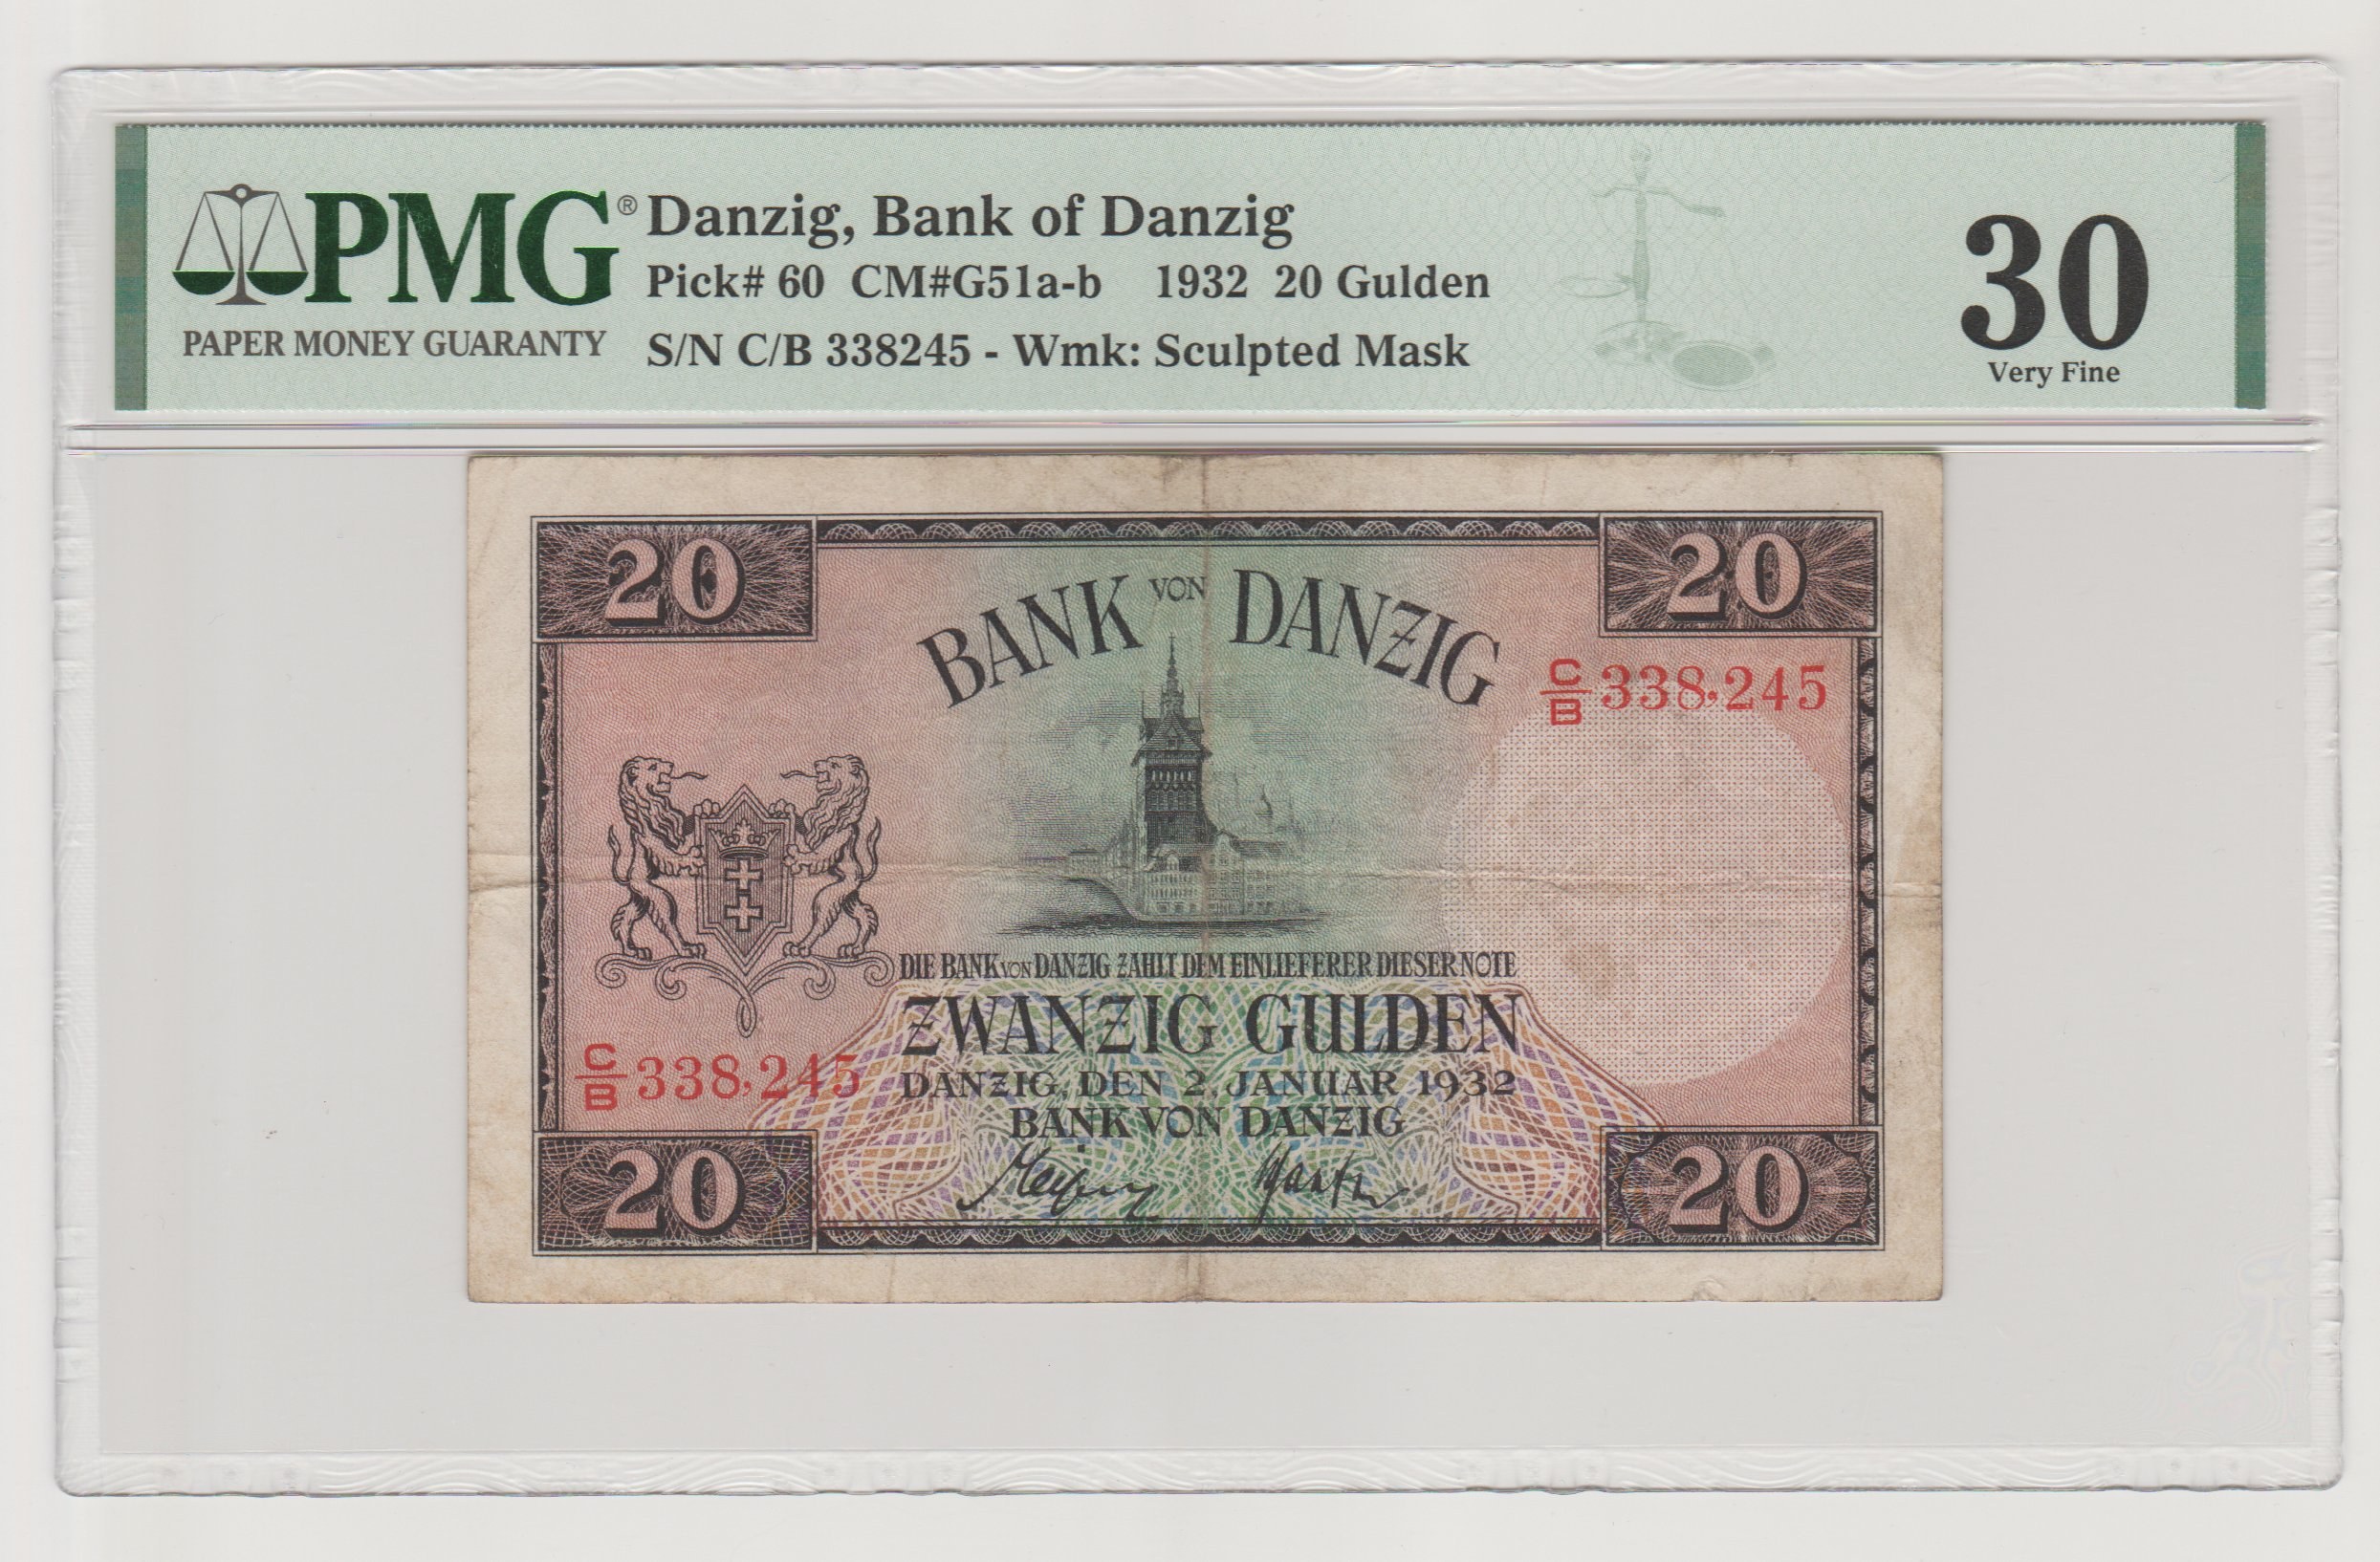 PMG®
PAPER MONEY GUARANTY
Danzig, Bank of Danzig
Pick# 60 CM#G51a-b 1932 20 Gulden
S/N C/B 338245 - Wmk: Sculpted Mask
30
Very Fine
20
20
BANK VON DANZIG
C/B 338,245
DIE BANK VON DANZIG ZAHLT DEM EINLIEFERER DIESER NOTE
ZWANZIG GULDEN
C/B 338,245
DANZIG, DEN 2 JANUAR 1932
BANK VON DANZIG
20
20